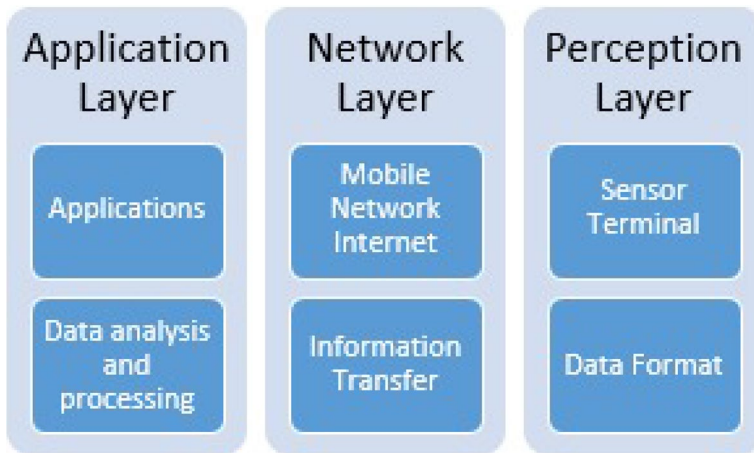 Application
Layer
Applications
Data analysis
and
processing
Network
Layer
Mobile
Network
Internet
Information
Transfer
Perception
Layer
Sensor
Terminal
Data Format